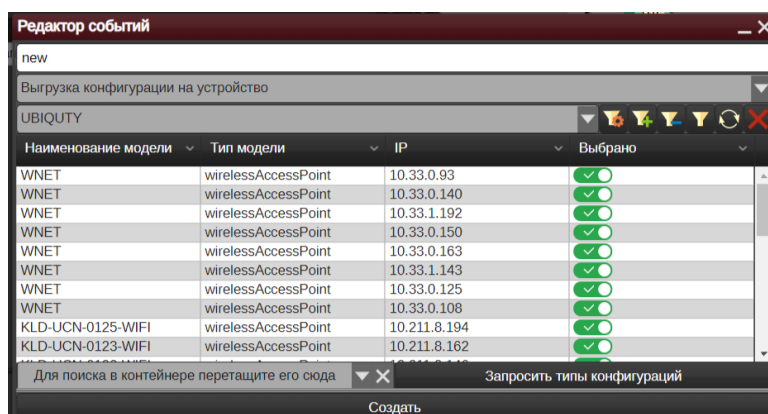 Редактор событий
new
Выгрузка конфигурации на устройство
UBIQUTY
Наименование модели Тип модели IP Выбрано
WNET wirelessAccessPoint 10.33.0.93
WNET wirelessAccessPoint 10.33.0.140
WNET wirelessAccessPoint 10.33.1.192
WNET wirelessAccessPoint 10.33.0.150
WNET wirelessAccessPoint 10.33.0.163
WNET wirelessAccessPoint 10.33.1.143
WNET wirelessAccessPoint 10.33.0.125
WNET wirelessAccessPoint 10.33.0.108
KLD-UCN-0125-WIFI wirelessAccessPoint 10.211.8.194
KLD-UCN-0123-WIFI wirelessAccessPoint 10.211.8.162
Для поиска в контейнере перетащите его сюда Запросить типы конфигураций
Создать